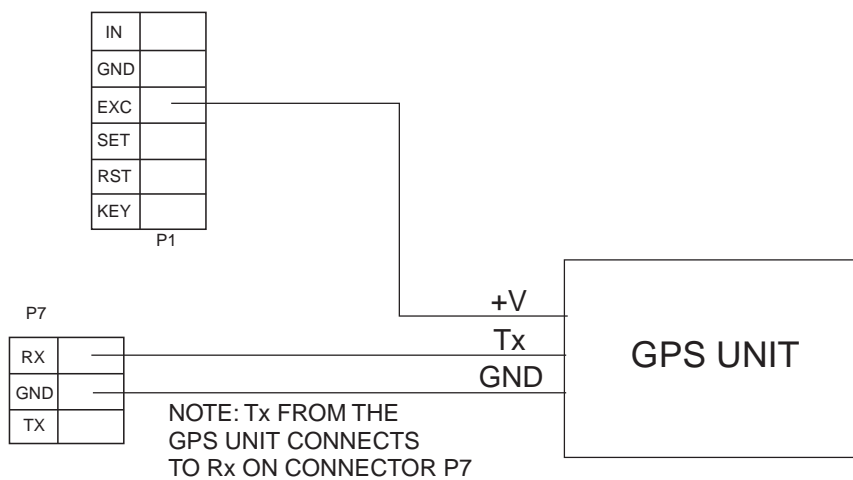 IN
GND
EXC
SET
RST
KEY
P1
P7
RX
GND
TX
+V
Tx
GND
GPS UNIT
NOTE: Tx FROM THE
GPS UNIT CONNECTS
TO Rx ON CONNECTOR P7